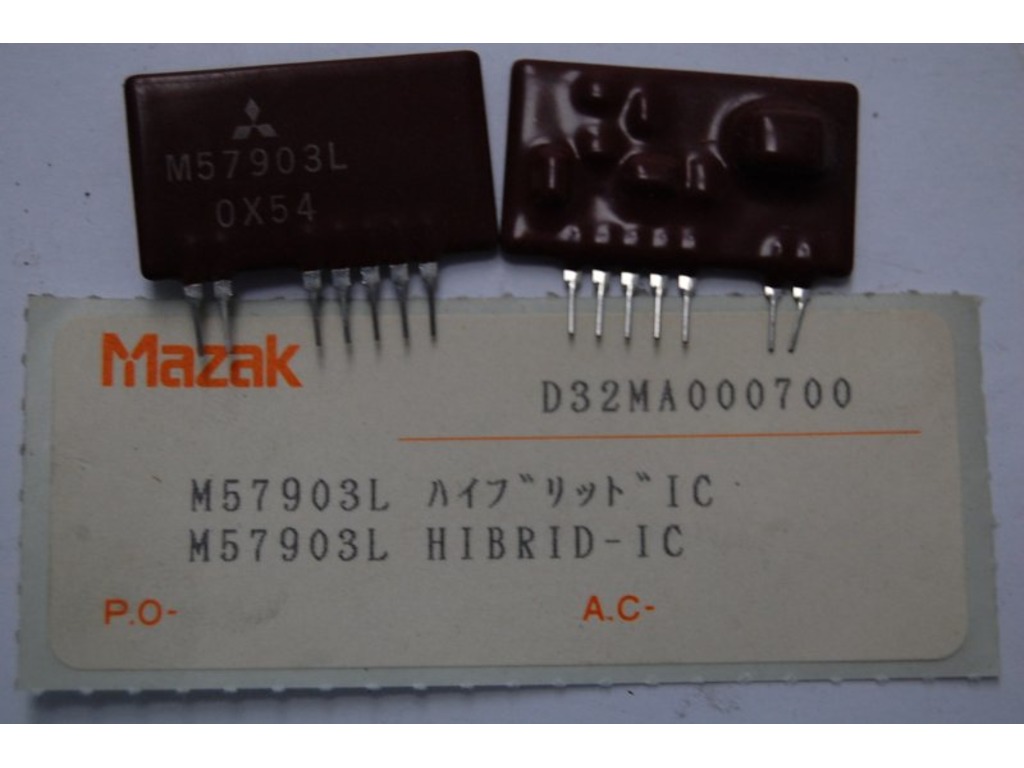 M57903L
0X54
Mazak
D32MA000700
M57903L ハイブリッドIC
M57903L HIBRID-IC
P.O-
A.C-